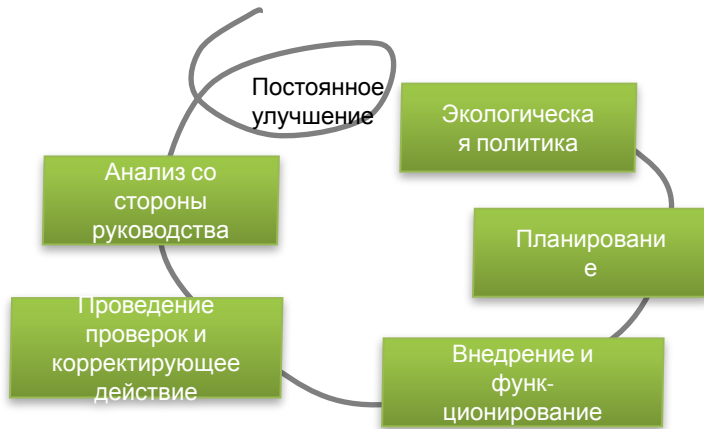 Постоянное
улучшение
Экологическа
я политика
Анализ со
стороны
руководства
Планировани
е
Проведение
проверок и
корректирующее
действие
Внедрение и
функ-
ционирование